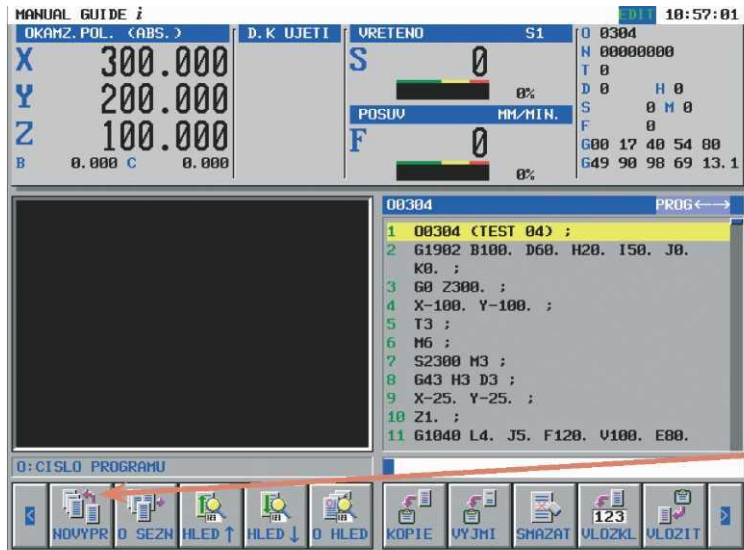 MANUAL GUIDE i
EDIT 10:57:01
OKAMZ.POL. (ABS.)
X 300.000
Y 200.000
Z 100.000
B 0.000 C 0.000
D.K UJETI
VRETENO S1
S 0
0%
POSUV MM/MIN.
F 0
0%
O 0304
N 00000000
T 0
D 0 H 0
S 0 M 0
F 0
G00 17 40 54 80
G49 90 98 69 13.1
O0304 PROG←→
1 O0304 (TEST 04) ;
2 G1902 B100. D60. H20. I50. J0.
K0. ;
3 G0 Z300. ;
4 X-100. Y-100. ;
5 T3 ;
6 M6 ;
7 S2300 M3 ;
8 G43 H3 D3 ;
9 X-25. Y-25. ;
10 Z1. ;
11 G1040 L4. J5. F120. V100. E80.
O:CISLO PROGRAMU
< NOVÝPR O SEZN HLED↑ HLED↓ O HLED KOPIE VYJMI SMAZAT VLOZKL VLOZIT >
123